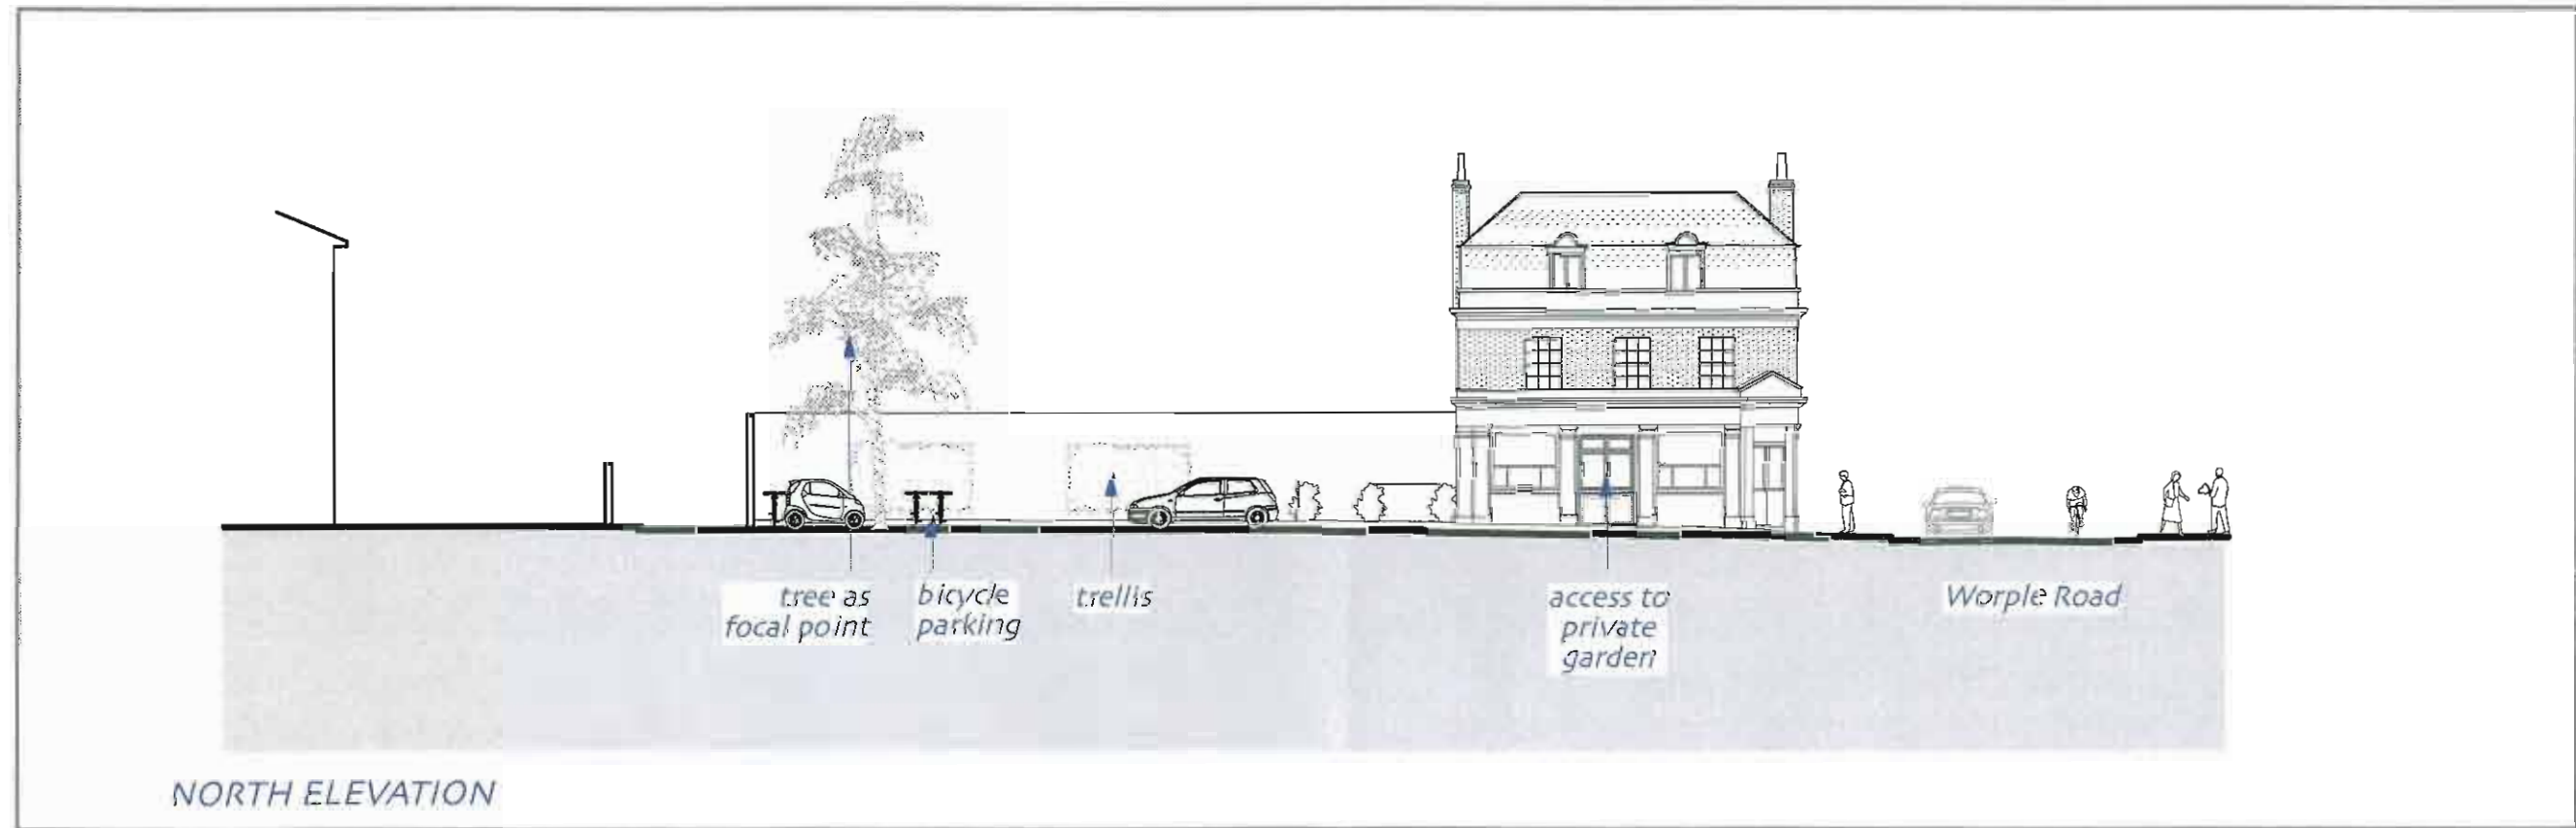 tree as
focal point
bicycle
parking
trellis
access to
private
garden
Worple Road
NORTH ELEVATION